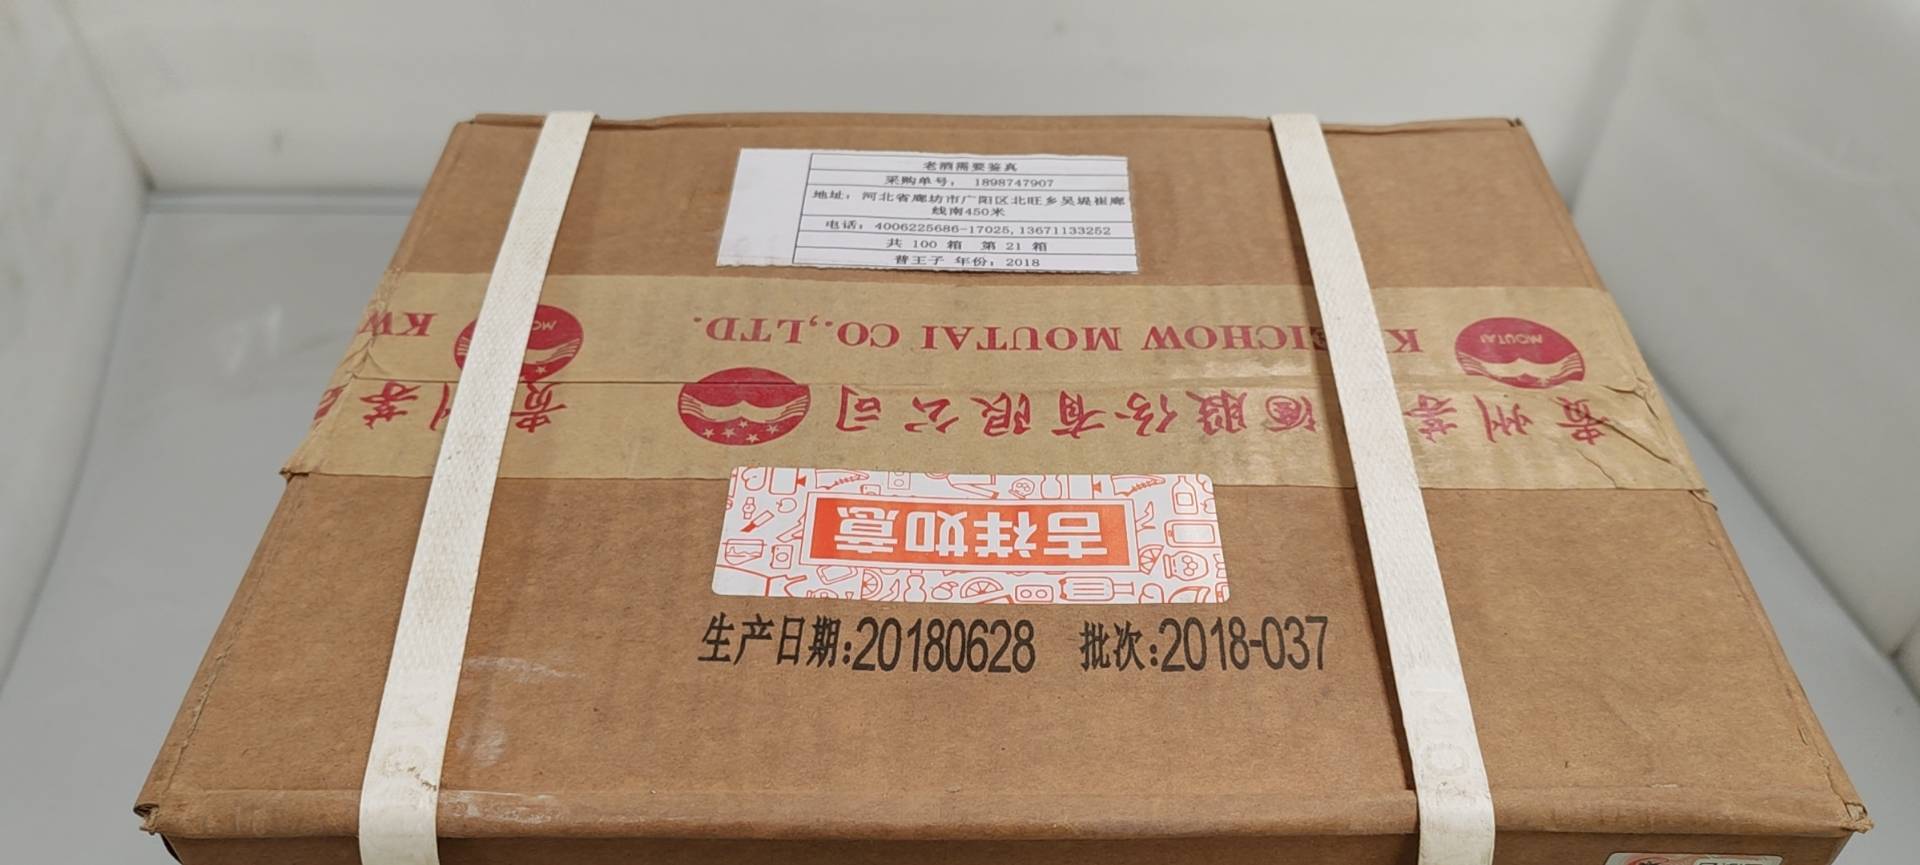 老酒需要鉴真
采购单号： 1898747907
地址：河北省廊坊市广阳区北旺乡吴堤崔廊
线南450米
电话：4006225686-17025,13671133252
共 100 箱 第 21 箱
普王子 年份：2018
MOUTAI
KWEICHOW MOUTAI CO.,LTD.
KW
贵州茅 酒股份有限公司
贵 州茅
吉祥如意
生产日期:20180628 批次:2018-037